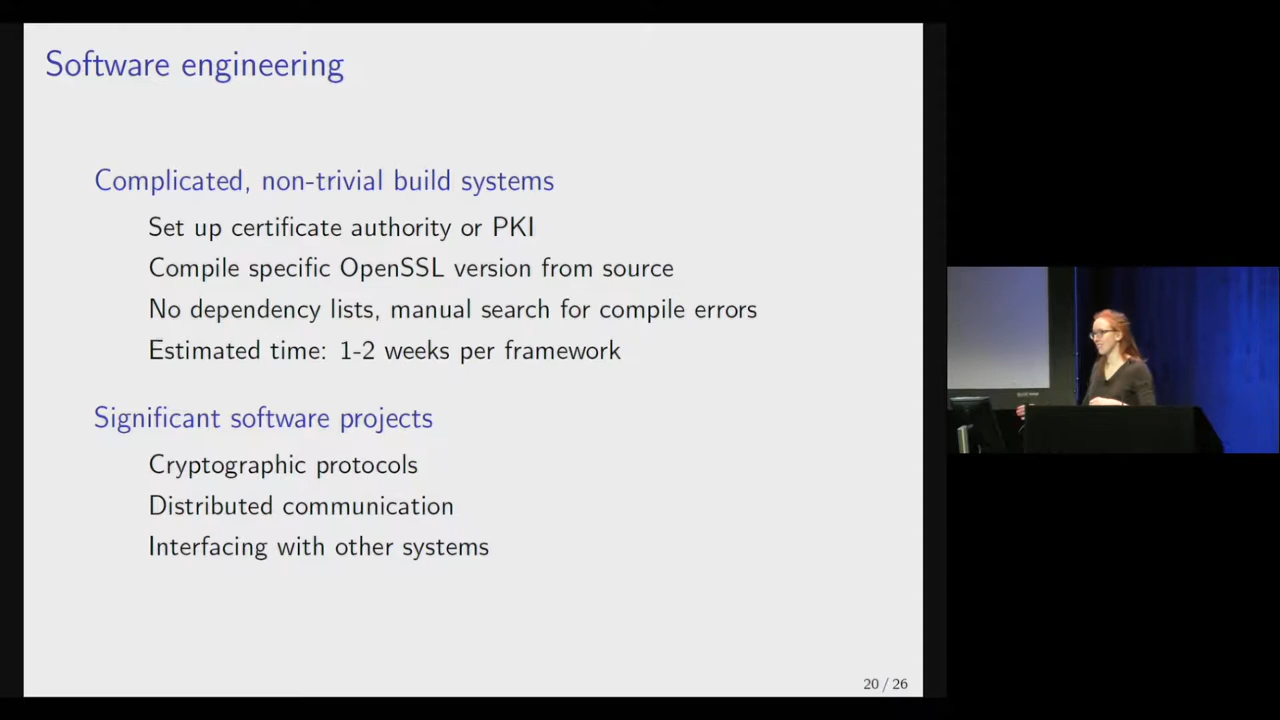 Software engineering
Complicated, non-trivial build systems
Set up certificate authority or PKI
Compile specific OpenSSL version from source
No dependency lists, manual search for compile errors
Estimated time: 1-2 weeks per framework
Significant software projects
Cryptographic protocols
Distributed communication
Interfacing with other systems
20 / 26